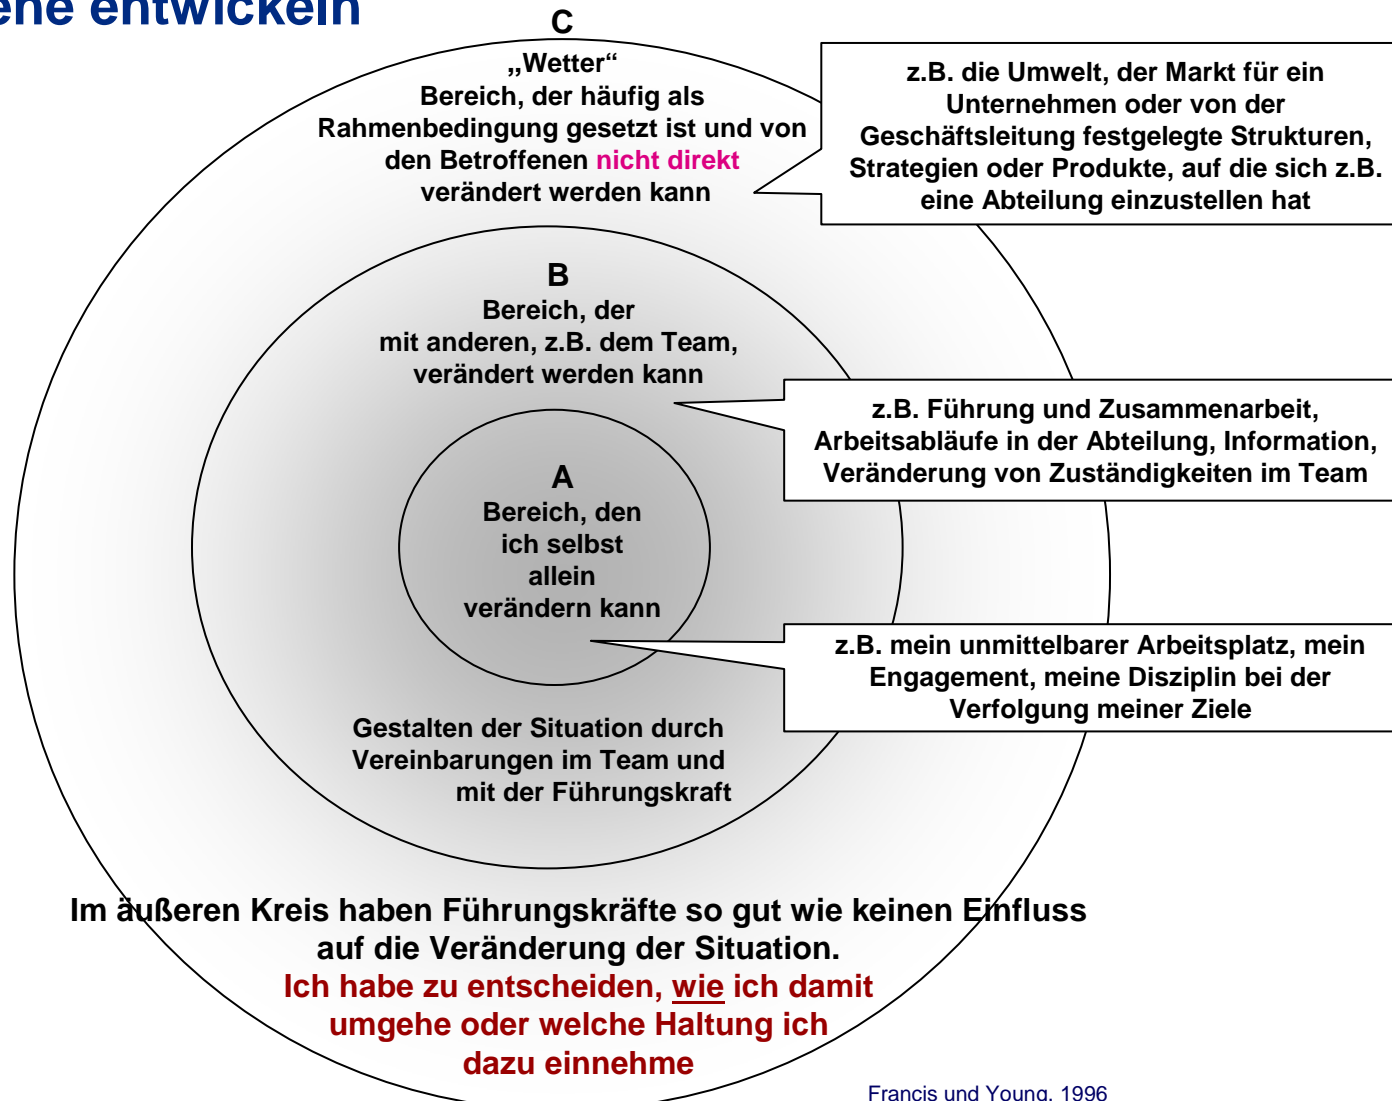 ene entwickeln
C
„Wetter“
Bereich, der häufig als
Rahmenbedingung gesetzt ist und von
den Betroffenen nicht direkt
verändert werden kann
z.B. die Umwelt, der Markt für ein
Unternehmen oder von der
Geschäftsleitung festgelegte Strukturen,
Strategien oder Produkte, auf die sich z.B.
eine Abteilung einzustellen hat
B
Bereich, der
mit anderen, z.B. dem Team,
verändert werden kann
z.B. Führung und Zusammenarbeit,
Arbeitsabläufe in der Abteilung, Information,
Veränderung von Zuständigkeiten im Team
A
Bereich, den
ich selbst
allein
verändern kann
z.B. mein unmittelbarer Arbeitsplatz, mein
Engagement, meine Disziplin bei der
Verfolgung meiner Ziele
Gestalten der Situation durch
Vereinbarungen im Team und
mit der Führungskraft
Im äußeren Kreis haben Führungskräfte so gut wie keinen Einfluss
auf die Veränderung der Situation.
Ich habe zu entscheiden, wie ich damit
umgehe oder welche Haltung ich
dazu einnehme
Francis und Young, 1996